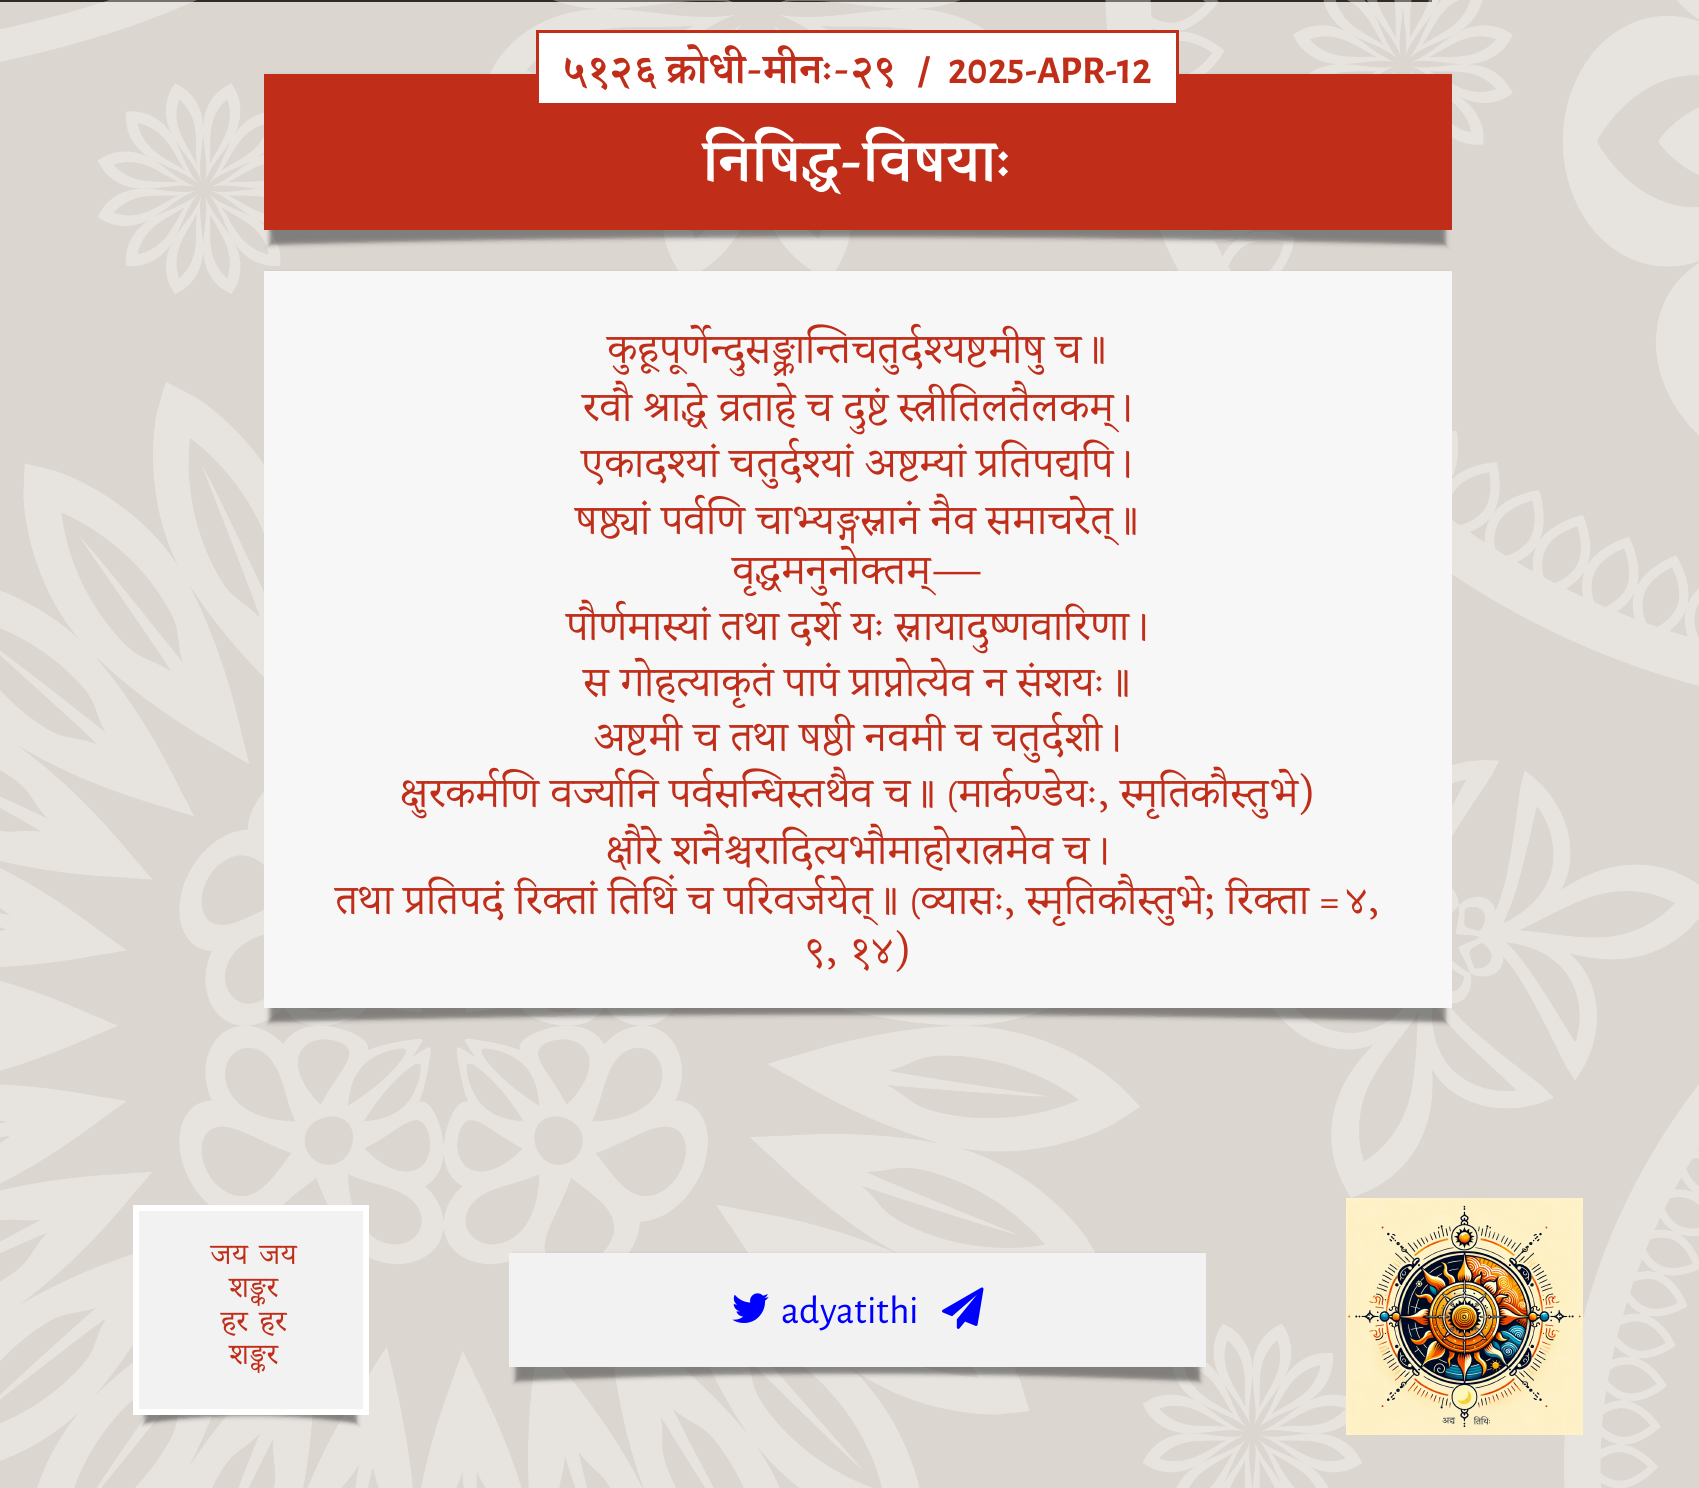 ५१२६ क्रोधी-मीनः-२९ / 2025-APR-12
निषिद्ध-विषयाः
कुहूपूर्णेन्दुसङ्क्रान्तिचतुर्दश्यष्टमीषु च॥
रवौ श्राद्धे व्रताहे च दुष्टं स्त्रीतिलतैलकम्।
एकादश्यां चतुर्दश्यां अष्टम्यां प्रतिपद्यपि।
षष्ठ्यां पर्वणि चाभ्यङ्गस्नानं नैव समाचरेत्॥
वृद्धमनुनोक्तम्—
पौर्णमास्यां तथा दर्शे यः स्नायादुष्णवारिणा।
स गोहत्याकृतं पापं प्राप्नोत्येव न संशयः॥
अष्टमी च तथा षष्ठी नवमी च चतुर्दशी।
क्षुरकर्मणि वर्ज्यानि पर्वसन्धिस्तथैव च॥ (मार्कण्डेयः, स्मृतिकौस्तुभे)
क्षौरे शनैश्चरादित्यभौमाहोरात्रमेव च।
तथा प्रतिपदं रिक्तां तिथिं च परिवर्जयेत्॥ (व्यासः, स्मृतिकौस्तुभे; रिक्ता = ४,
९, १४)
जय जय
शङ्कर
हर हर
शङ्कर
adyatithi
अद्य तिथिः